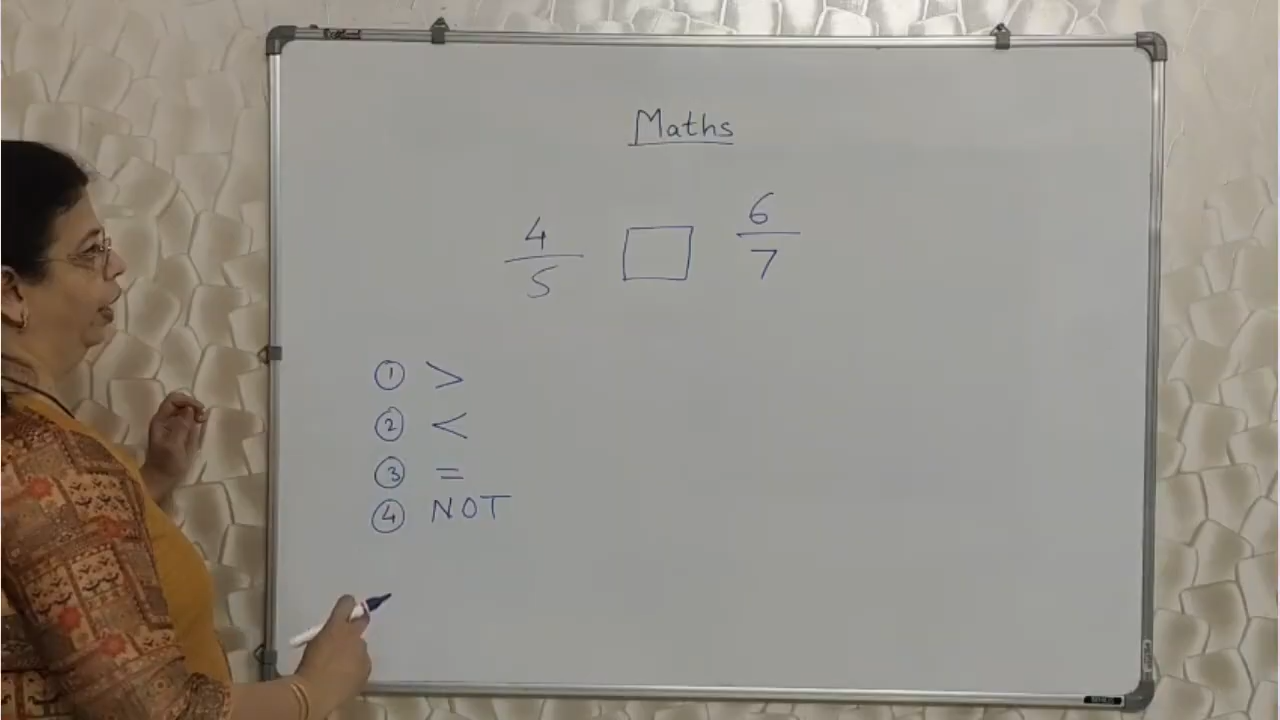 Maths
4/5 □ 6/7
① >
② <
③ =
④ NOT